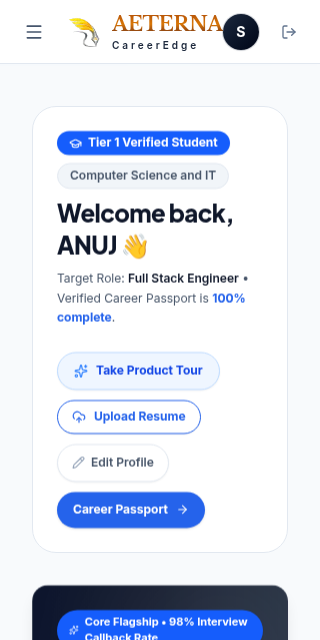 AETERNA
CareerEdge
S
Tier 1 Verified Student
Computer Science and IT
Welcome back,
ANUJ 👋
Target Role: Full Stack Engineer •
Verified Career Passport is 100%
complete.
Take Product Tour
Upload Resume
Edit Profile
Career Passport
Core Flagship • 98% Interview
Callback Rate